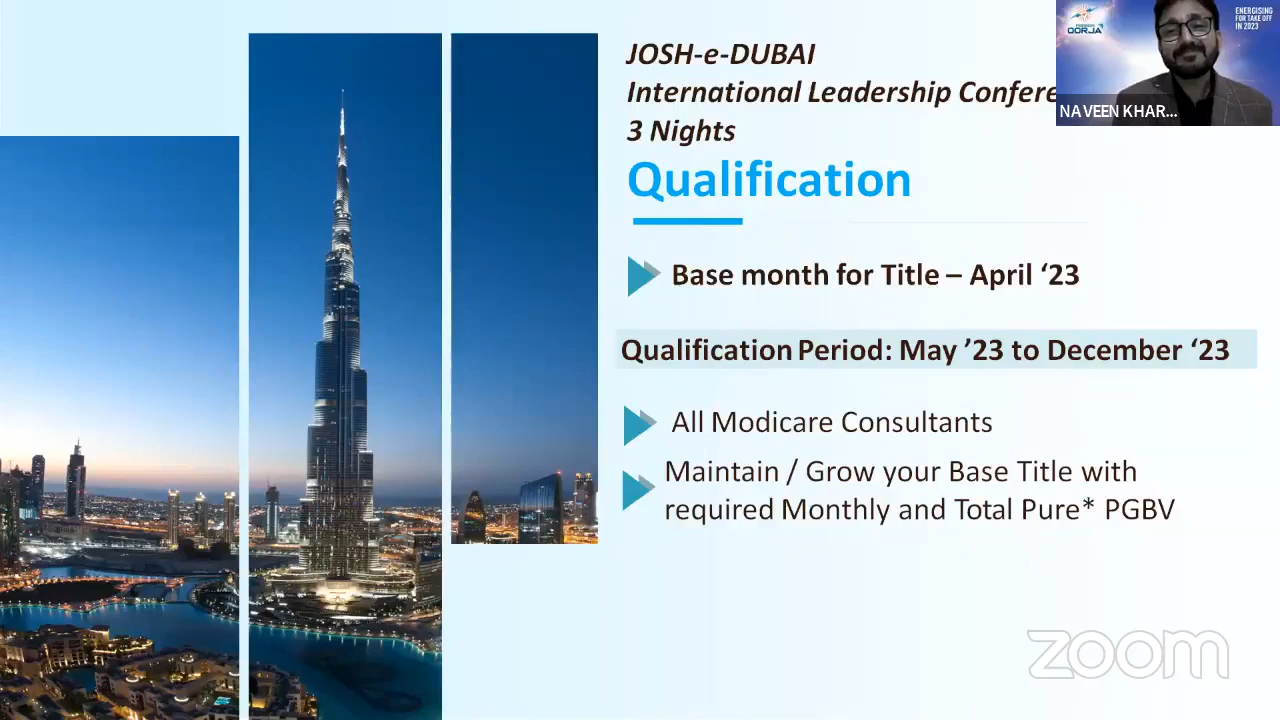 JOSH-e-DUBAI
International Leadership Confere
3 Nights
Qualification
Base month for Title – April ‘23
Qualification Period: May ’23 to December ‘23
All Modicare Consultants
Maintain / Grow your Base Title with
required Monthly and Total Pure* PGBV
OORJA
ENERGISING
FOR TAKE OFF
IN 2023
NAVEEN KHAR...
zoom